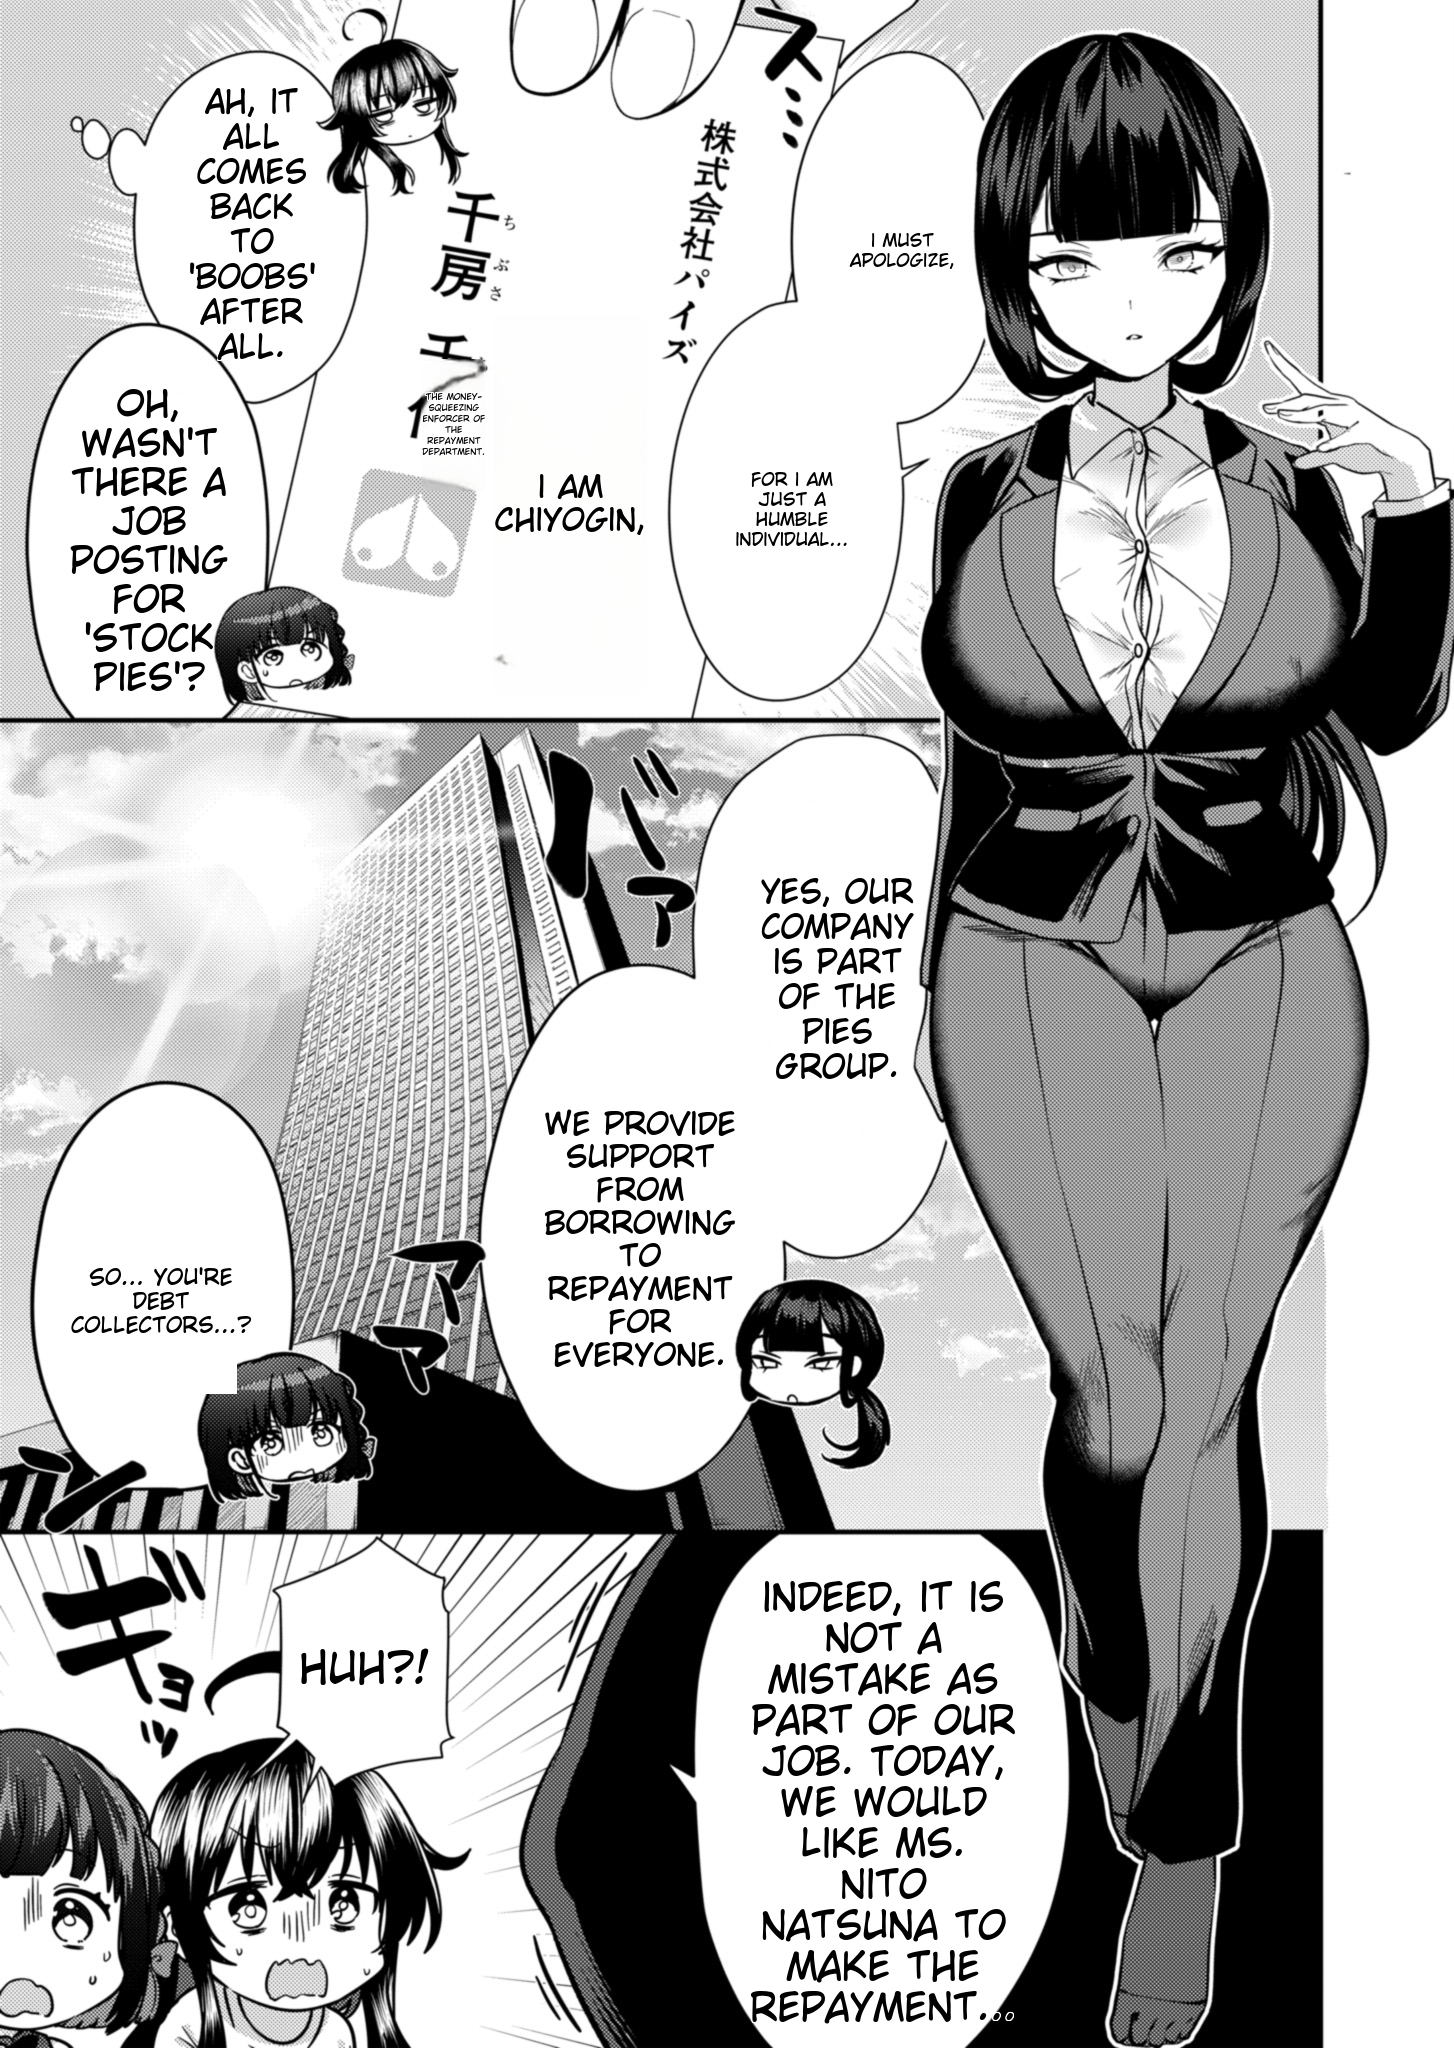 I MUST
APOLOGIZE,
FOR I AM
JUST A
HUMBLE
INDIVIDUAL...
ス…
株式会社パイズ
千房
ちぶさ
THE MONEY-
SQUEEZING
ENFORCER OF
THE
REPAYMENT
DEPARTMENT.
I AM
CHIYOGIN,
AH, IT
ALL
COMES
BACK
TO
'BOOBS'
AFTER
ALL.
OH,
WASN'T
THERE A
JOB
POSTING
FOR
'STOCK
PIES'?
YES, OUR
COMPANY
IS PART
OF THE
PIES
GROUP.
WE PROVIDE
SUPPORT
FROM
BORROWING
TO
REPAYMENT
FOR
EVERYONE.
SO... YOU'RE
DEBT
COLLECTORS...?
INDEED, IT IS
NOT A
MISTAKE AS
PART OF OUR
JOB. TODAY,
WE WOULD
LIKE MS.
NITO
NATSUNA TO
MAKE THE
REPAYMENT...
HUH?!
ギョッ